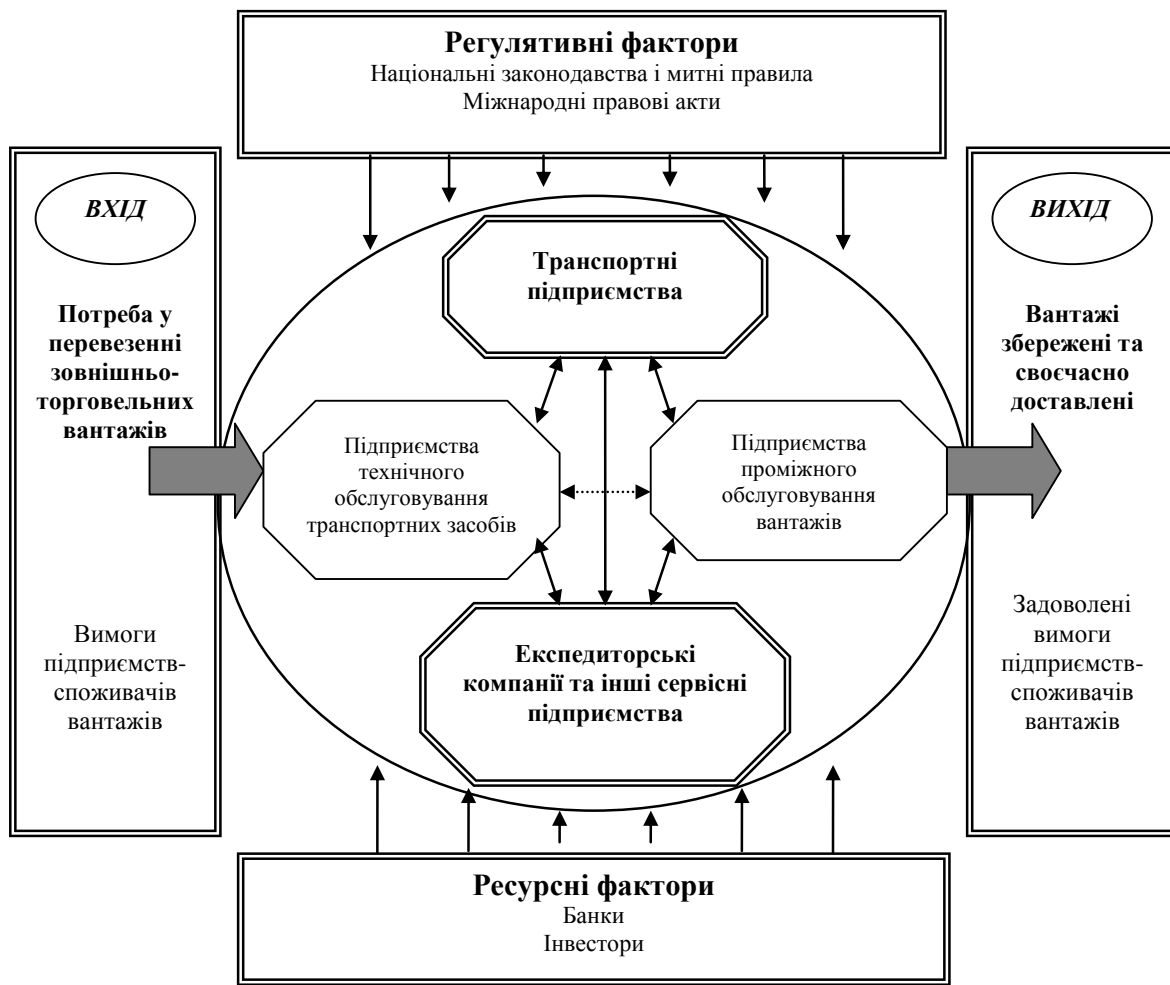 Регулятивні фактори
Національні законодавства і митні правила
Міжнародні правові акти
ВХІД
Потреба у
перевезенні
зовнішньо-
торговельних
вантажів
Вимоги
підприємств-
споживачів
вантажів
Транспортні
підприємства
Підприємства
технічного
обслуговування
транспортних засобів
Підприємства
проміжного
обслуговування
вантажів
Експедиторські
компанії та інші сервісні
підприємства
ВИХІД
Вантажі
збережені та
своєчасно
доставлені
Задоволені
вимоги
підприємств-
споживачів
вантажів
Ресурсні фактори
Банки
Інвестори